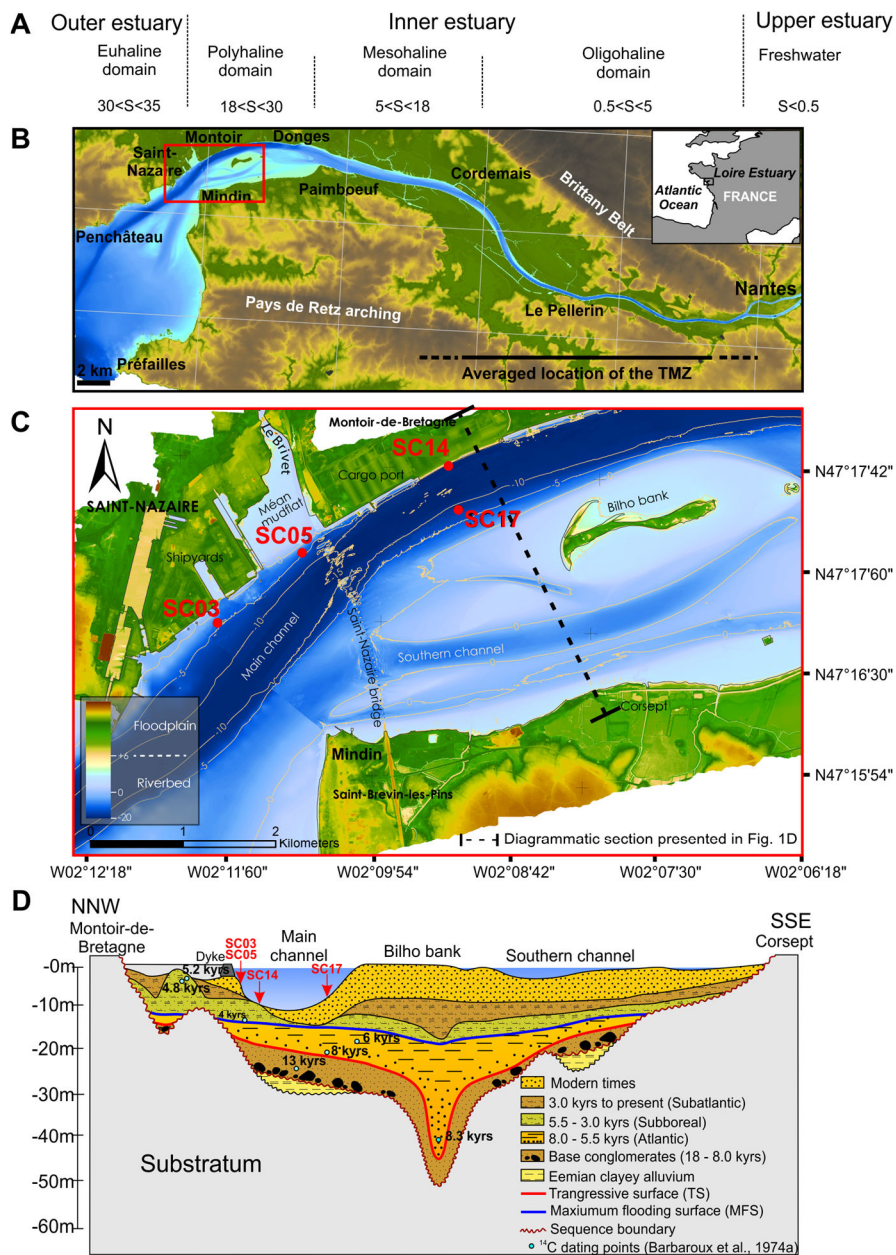 A
Outer estuary
Inner estuary
Upper estuary
Euhaline
domain
Polyhaline
domain
Mesohaline
domain
Oligohaline
domain
Freshwater
30<S<35
18<S<30
5<S<18
0.5<S<5
S<0.5
B
Montoir
Donges
Saint-
Nazaire
Mindin
Paimboeuf
Cordemais
Brittany Belt
Penchâteau
Pays de Retz arching
Le Pellerin
Nantes
Préfailles
2 km
Averaged location of the TMZ
Loire Estuary
Atlantic
Ocean
FRANCE
C
N
Montoir-de-Bretagne
Le Brivet
SC14
Cargo port
-10
N47°17'42"
SAINT-NAZAIRE
Méan
mudflat
SC17
Bilho bank
SC05
Shipyards
N47°17'60"
SC03
Main channel
Saint-Nazaire bridge
Southern channel
N47°16'30"
Corsept
Floodplain
+6
Riverbed
0
-20
Mindin
Saint-Brevin-les-Pins
N47°15'54"
0 1 2
Kilometers
Diagrammatic section presented in Fig. 1D
W02°12'18" W02°11'60" W02°09'54" W02°08'42" W02°07'30" W02°06'18"
D
NNW
SSE
Montoir-de-
Bretagne
Dyke
SC03
SC05
SC14
Main
channel
SC17
Bilho bank
Southern channel
Corsept
-0m
5.2 kyrs
4.8 kyrs
-10m
4 kyrs
6 kyrs
-20m
8 kyrs
13 kyrs
-30m
-40m
8.3 kyrs
-50m
-60m
Substratum
Modern times
3.0 kyrs to present (Subatlantic)
5.5 - 3.0 kyrs (Subboreal)
8.0 - 5.5 kyrs (Atlantic)
Base conglomerates (18 - 8.0 kyrs)
Eemian clayey alluvium
Trangressive surface (TS)
Maxiumum flooding surface (MFS)
Sequence boundary
¹⁴C dating points (Barbaroux et al., 1974a)